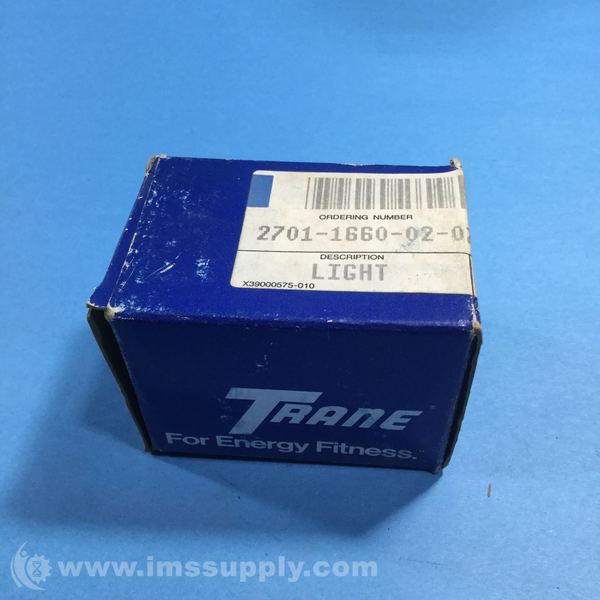 ORDERING NUMBER
2701-1660-02-0
DESCRIPTION
LIGHT
X39000575-010
TRANE
For Energy Fitness.
www.imssupply.com